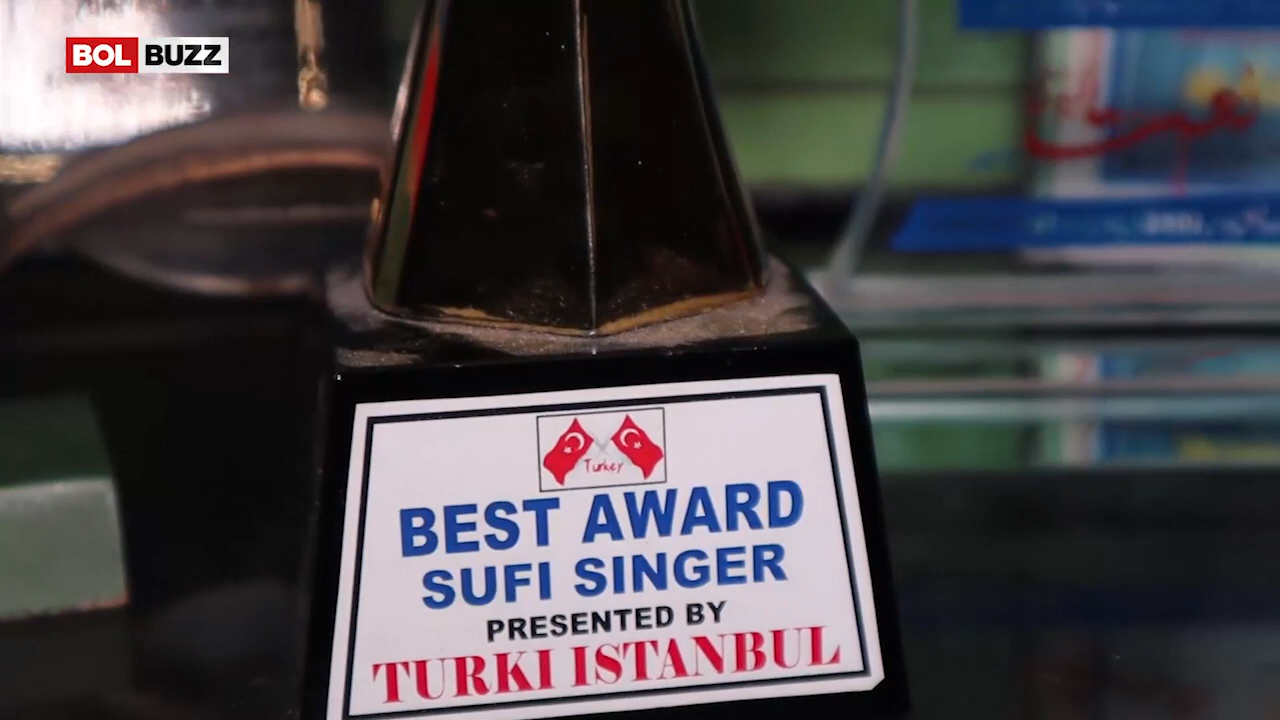 BOL BUZZ
Turkey
BEST AWARD
SUFI SINGER
PRESENTED BY
TURKI ISTANBUL